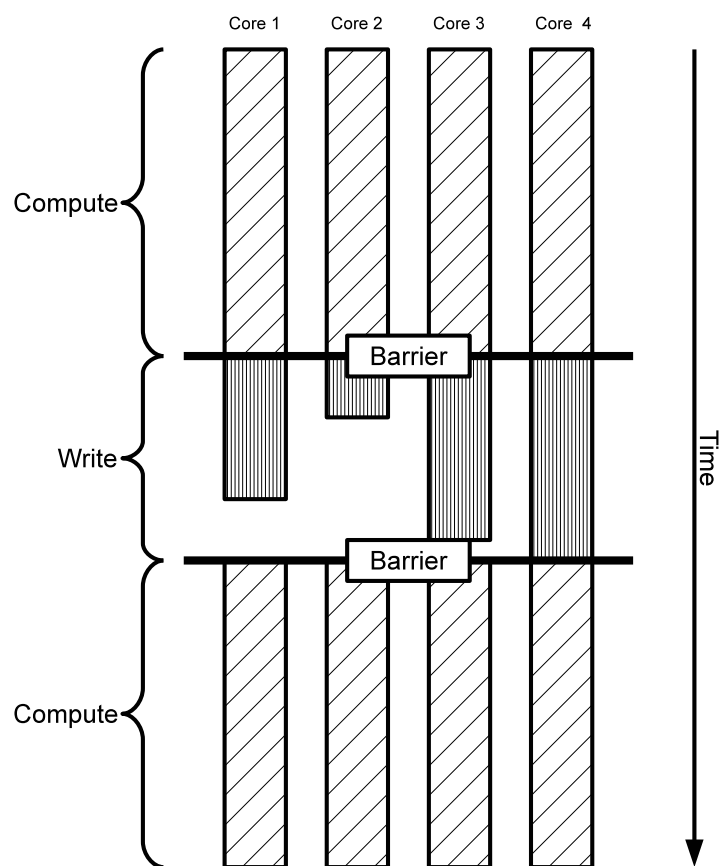 Core 1
Core 2
Core 3
Core 4
Compute
Barrier
Write
Time
Barrier
Compute